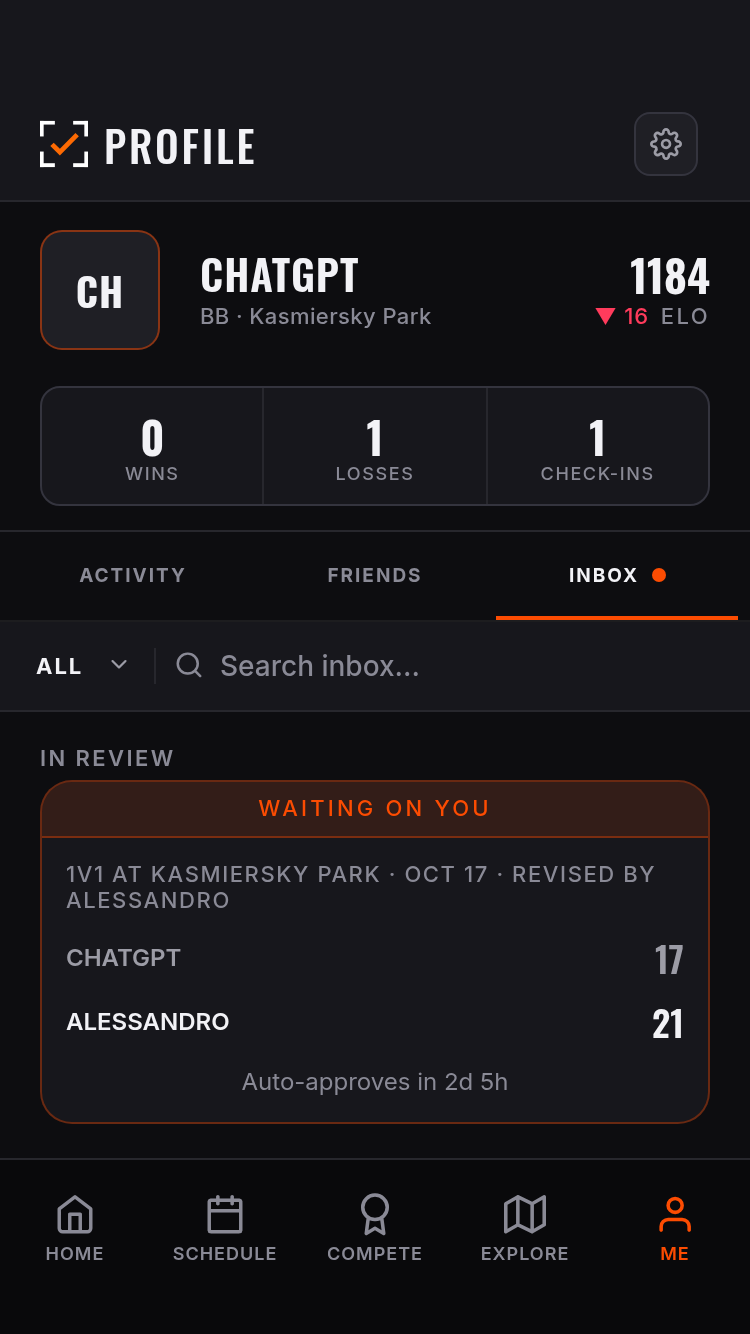 PROFILE
CH
CHATGPT
1184
BB · Kasmiersky Park
▼ 16 ELO
0
1
1
WINS
LOSSES
CHECK-INS
ACTIVITY
FRIENDS
INBOX
ALL
Search inbox...
IN REVIEW
WAITING ON YOU
1V1 AT KASMIERSKY PARK · OCT 17 · REVISED BY
ALESSANDRO
CHATGPT
17
ALESSANDRO
21
Auto-approves in 2d 5h
HOME
SCHEDULE
COMPETE
EXPLORE
ME